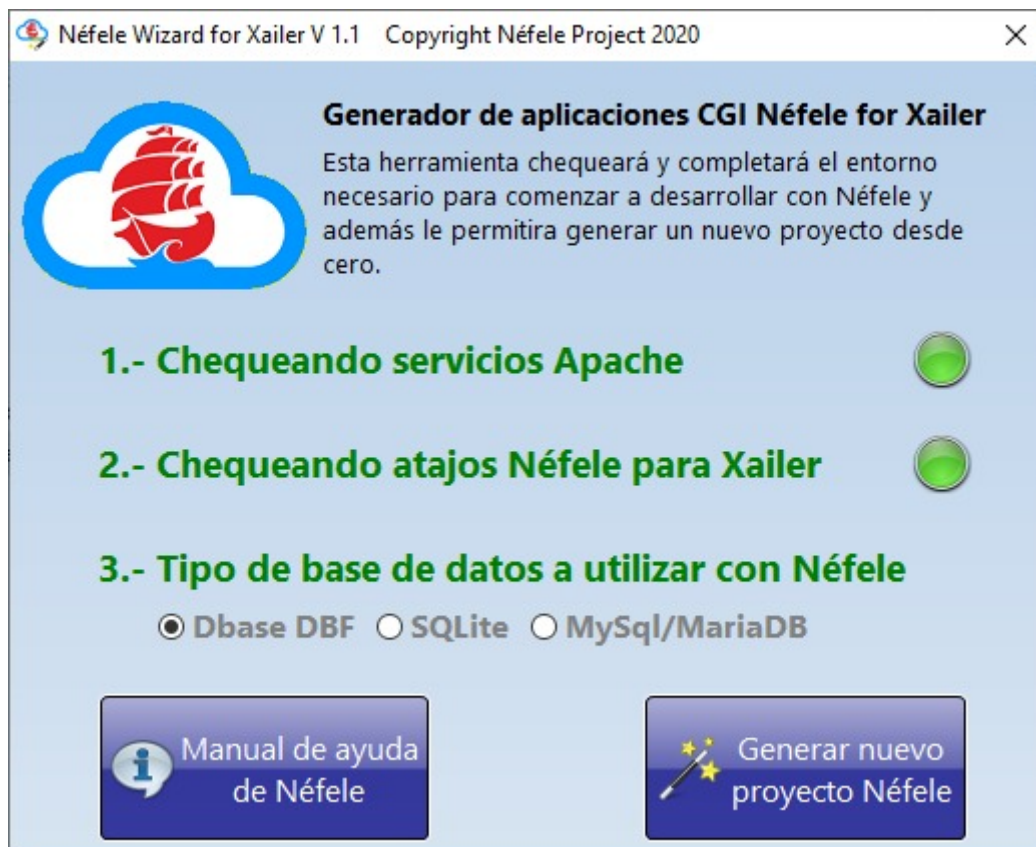 Néfele Wizard for Xailer V 1.1 Copyright Néfele Project 2020
Generador de aplicaciones CGI Néfele for Xailer
Esta herramienta chequeará y completará el entorno
necesario para comenzar a desarrollar con Néfele y
además le permitira generar un nuevo proyecto desde
cero.
1.- Chequeando servicios Apache
2.- Chequeando atajos Néfele para Xailer
3.- Tipo de base de datos a utilizar con Néfele
Dbase DBF SQLite MySql/MariaDB
Manual de ayuda
de Néfele
Generar nuevo
proyecto Néfele